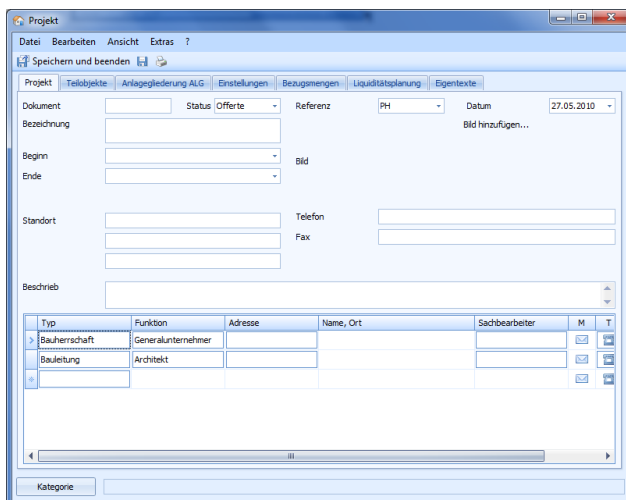 Projekt
Datei Bearbeiten Ansicht Extras ?
Speichern und beenden
Projekt Teilobjekte Anlagegliederung ALG Einstellungen Bezugsmengen Liquiditätsplanung Eigentexte
Dokument Status Offerte Referenz PH Datum 27.05.2010
Bezeichnung Bild hinzufügen...
Beginn Bild
Ende
Standort Telefon
Fax
Beschrieb
Typ Funktion Adresse Name, Ort Sachbearbeiter M T
Bauherrschaft Generalunternehmer
Bauleitung Architekt
Kategorie